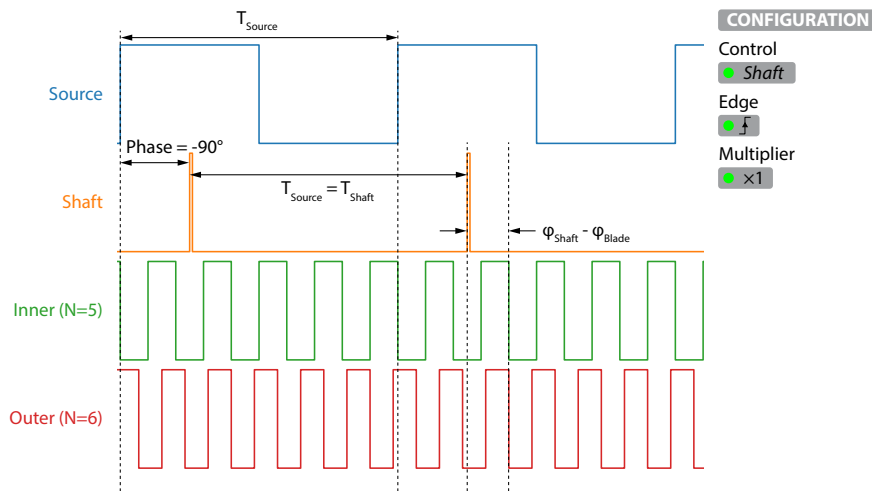 T_Source
CONFIGURATION
Control
Shaft
Source
Edge
Phase = -90°
Multiplier
×1
T_Source = T_Shaft
Shaft
φ_Shaft - φ_Blade
Inner (N=5)
Outer (N=6)